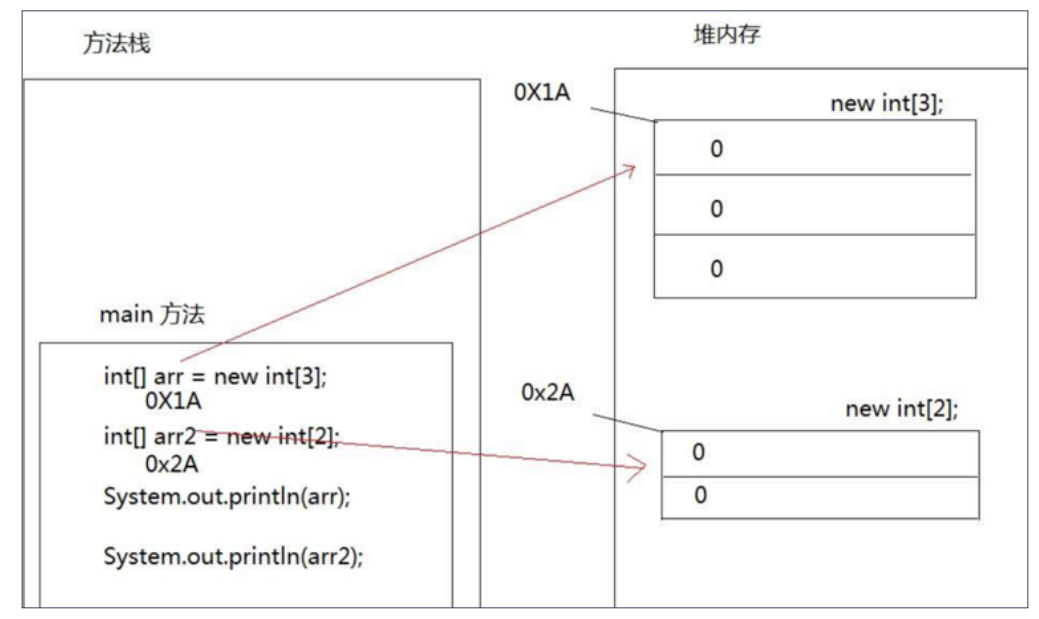 方法栈
堆内存
0X1A
new int[3];
0
0
0
main 方法
int[] arr = new int[3];
0X1A
int[] arr2 = new int[2];
0x2A
System.out.println(arr);
System.out.println(arr2);
0x2A
new int[2];
0
0